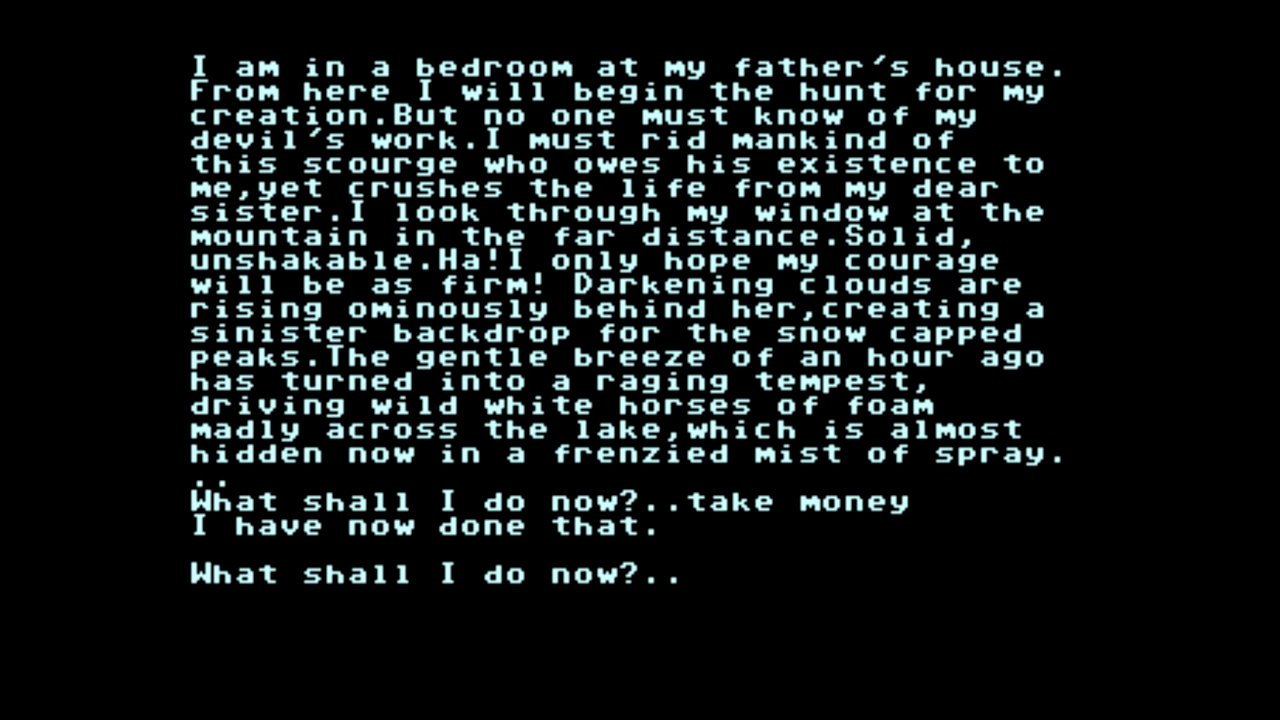 I am in a bedroom at my father's house.
From here I will begin the hunt for my
creation.But no one must know of my
devil's work.I must rid mankind of
this scourge who owes his existence to
me,yet crushes the life from my dear
sister.I look through my window at the
mountain in the far distance.Solid,
unshakable.Ha!I only hope my courage
will be as firm! Darkening clouds are
rising ominously behind her,creating a
sinister backdrop for the snow capped
peaks.The gentle breeze of an hour ago
has turned into a raging tempest,
driving wild white horses of foam
madly across the lake,which is almost
hidden now in a frenzied mist of spray.
..
What shall I do now?..take money
I have now done that.
What shall I do now?..